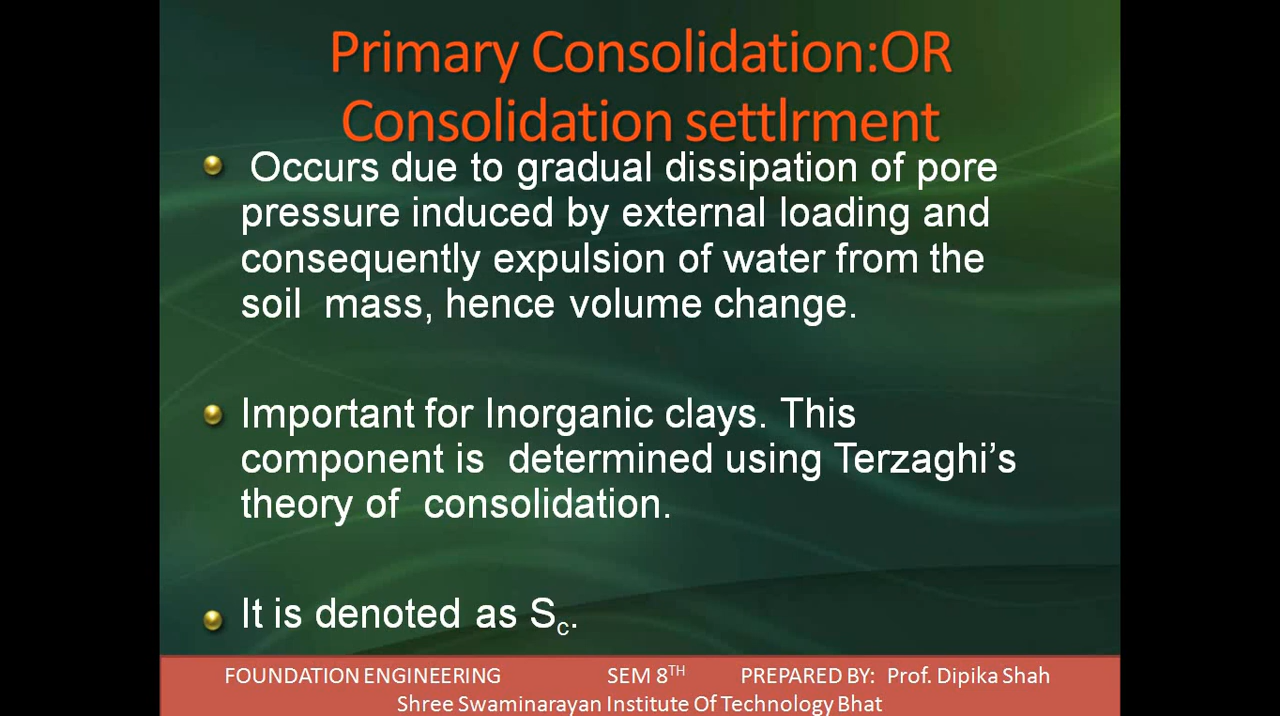 Primary Consolidation:OR
Consolidation settlrment
Occurs due to gradual dissipation of pore
pressure induced by external loading and
consequently expulsion of water from the
soil mass, hence volume change.
Important for Inorganic clays. This
component is determined using Terzaghi’s
theory of consolidation.
It is denoted as Sc.
FOUNDATION ENGINEERING SEM 8TH PREPARED BY: Prof. Dipika Shah
Shree Swaminarayan Institute Of Technology Bhat